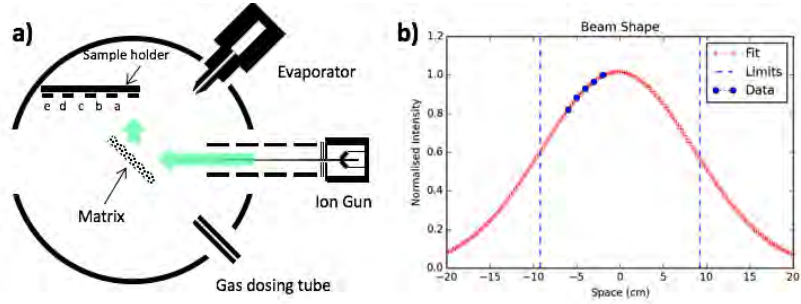 a)
Sample holder
e d c b a
Evaporator
Matrix
Ion Gun
Gas dosing tube
b)
Beam Shape
Fit
Limits
Data
Normalised intensity
1.2
1.0
0.8
0.6
0.4
0.2
0.0
−20 −15 −10 −5 0 5 10 15 20
Space (cm)